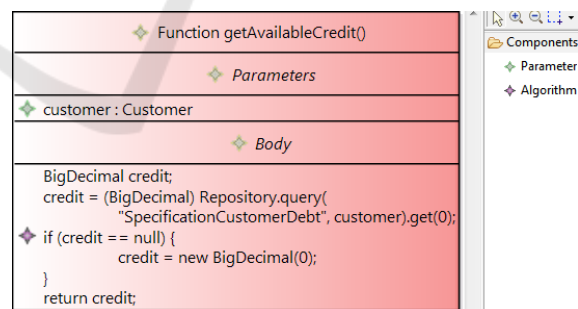 Function getAvailableCredit()
Parameters
customer : Customer
Body
BigDecimal credit;
credit = (BigDecimal) Repository.query(
"SpecificationCustomerDebt", customer).get(0);
if (credit == null) {
credit = new BigDecimal(0);
}
return credit;
Components
Parameter
Algorithm